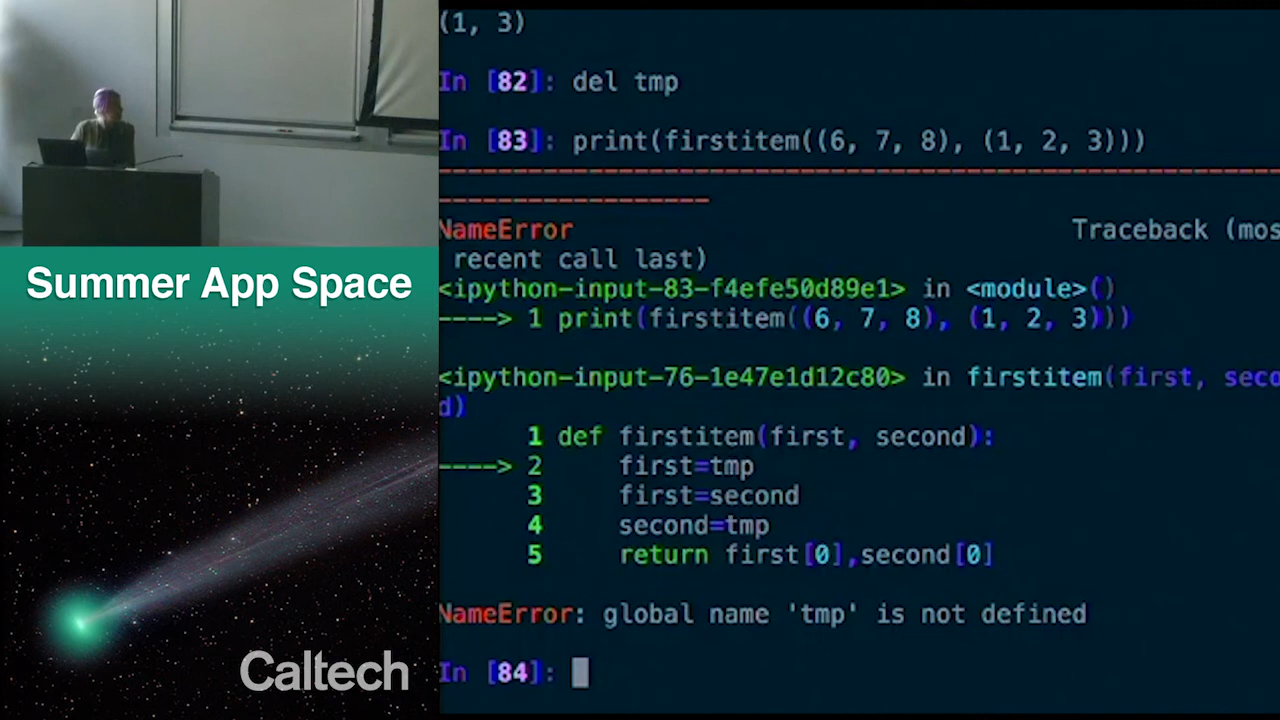 Summer App Space
Caltech
(1, 3)
In [82]: del tmp
In [83]: print(firstitem((6, 7, 8), (1, 2, 3)))
NameError Traceback (mos
recent call last)
<ipython-input-83-f4efe50d89e1> in <module>()
----> 1 print(firstitem((6, 7, 8), (1, 2, 3)))
<ipython-input-76-1e47e1d12c80> in firstitem(first, seco
d)
1 def firstitem(first, second):
----> 2 first=tmp
3 first=second
4 second=tmp
5 return first[0],second[0]
NameError: global name 'tmp' is not defined
In [84]: